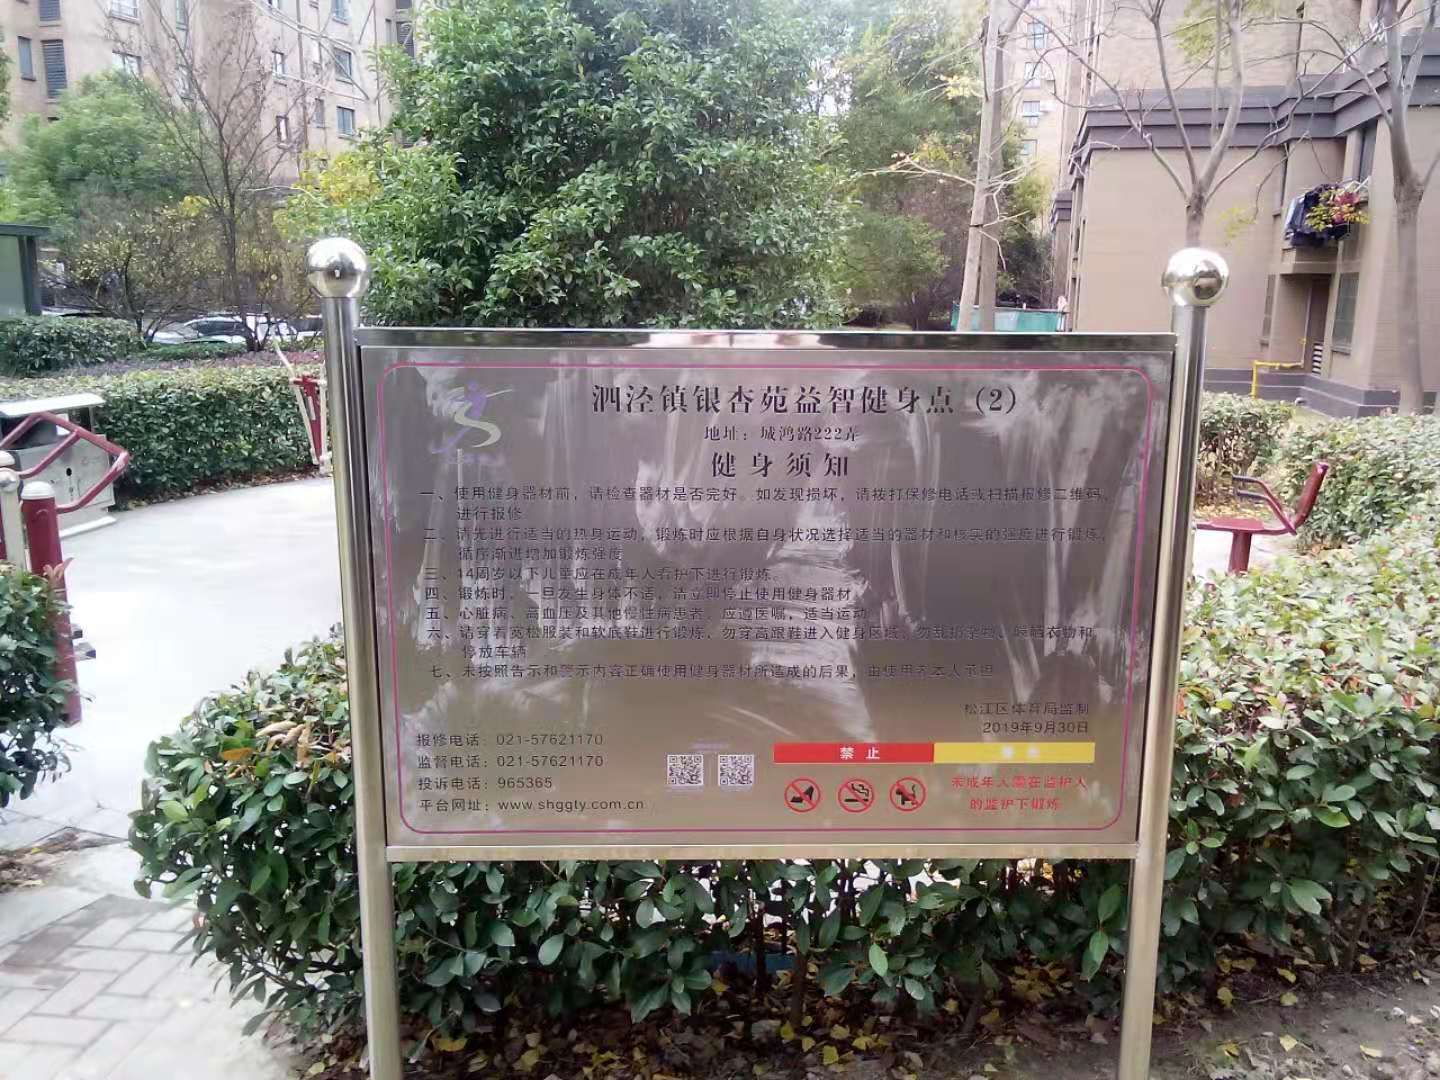 泗泾镇银杏苑益智健身点（2）
地址：城鸿路222弄
健身须知
一、使用健身器材前，请检查器材是否完好。如发现损坏，请拨打保修电话或扫描报修二维码，
进行报修
二、请先进行适当的热身运动，锻炼时应根据自身状况选择适当的器材和核实的强度进行锻炼，
循序渐进增加锻炼强度
三、14周岁以下儿童应在成年人看护下进行锻炼。
四、锻炼时，一旦发生身体不适，请立即停止使用健身器材
五、心脏病、高血压及其他慢性病患者，应遵医嘱，适当运动
六、请穿着宽松服装和软底鞋进行锻炼，勿穿高跟鞋进入健身区域，勿乱扔杂物、晾晒衣物和
停放车辆
七、未按照告示和警示内容正确使用健身器材所造成的后果，由使用者本人承担
松江区体育局监制
2019年9月30日
报修电话：021-57621170
监督电话：021-57621170
投诉电话：965365
平台网址：www.shggty.com.cn
禁止
未成年人需在监护人
的监护下锻炼